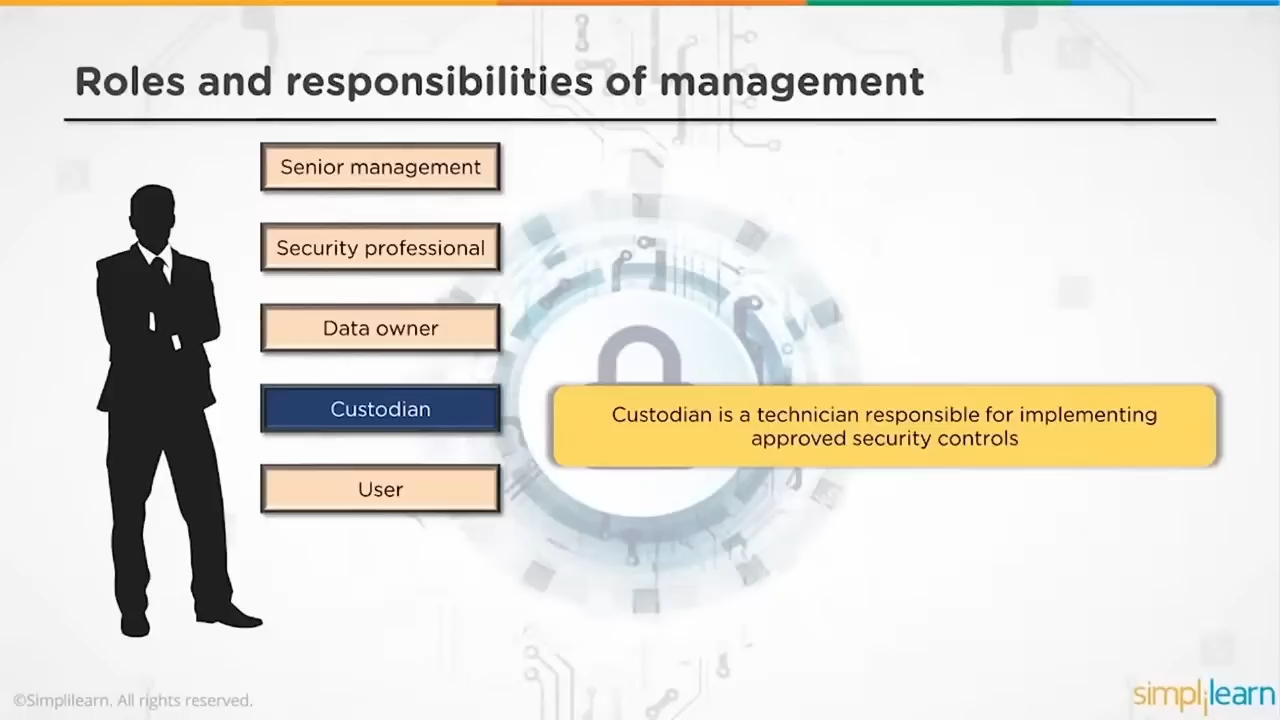 Roles and responsibilities of management
Senior management
Security professional
Data owner
Custodian
Custodian is a technician responsible for implementing
approved security controls
User
©Simplilearn. All rights reserved.
simplilearn